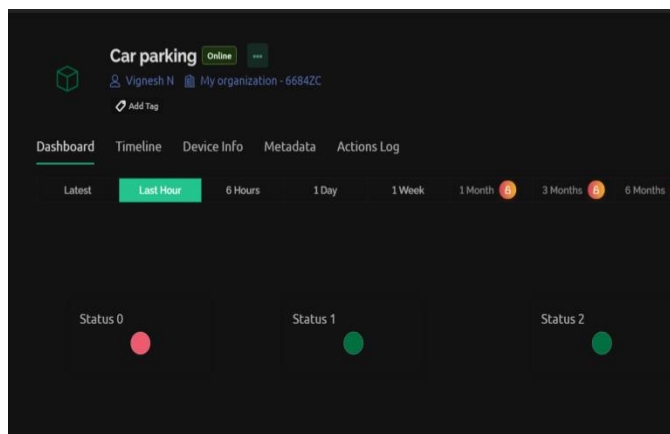 Car parking Online ...
Vignesh N My organization - 6684ZC
Add Tag
Dashboard Timeline Device Info Metadata Actions Log
Latest Last Hour 6 Hours 1 Day 1 Week 1 Month 3 Months 6 Months
Status 0 Status 1 Status 2